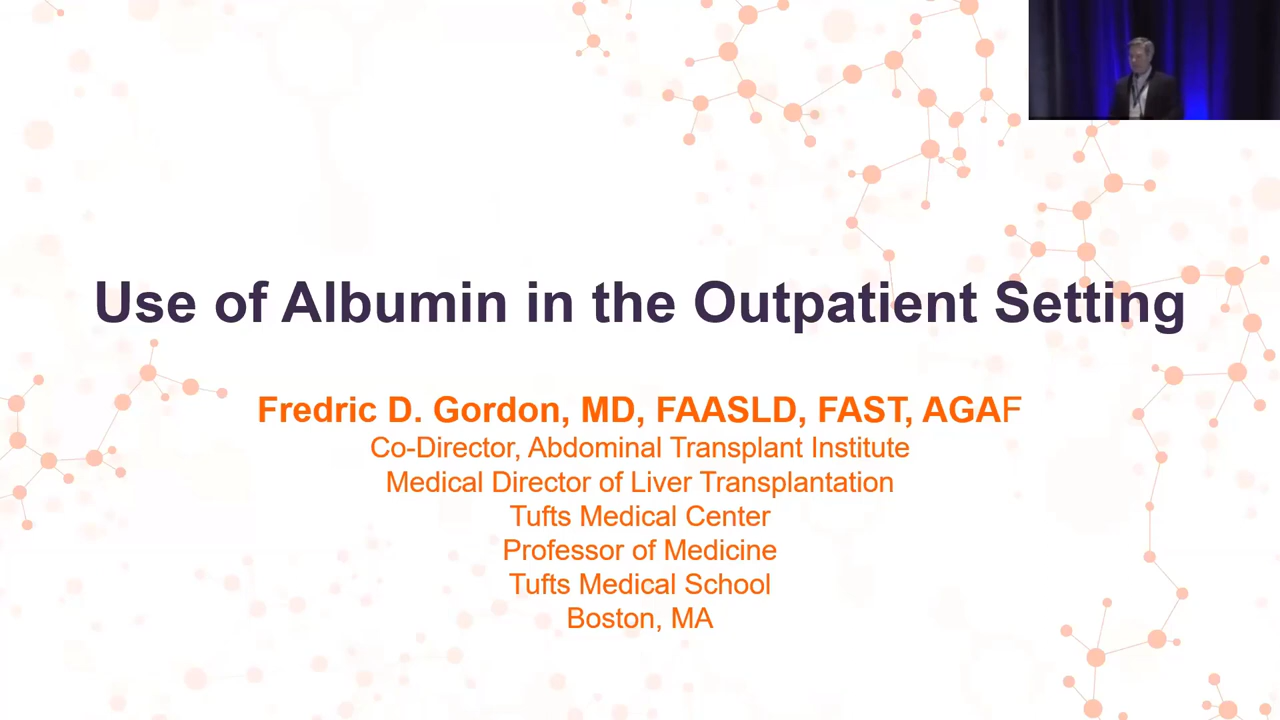 Use of Albumin in the Outpatient Setting
Fredric D. Gordon, MD, FAASLD, FAST, AGAF
Co-Director, Abdominal Transplant Institute
Medical Director of Liver Transplantation
Tufts Medical Center
Professor of Medicine
Tufts Medical School
Boston, MA